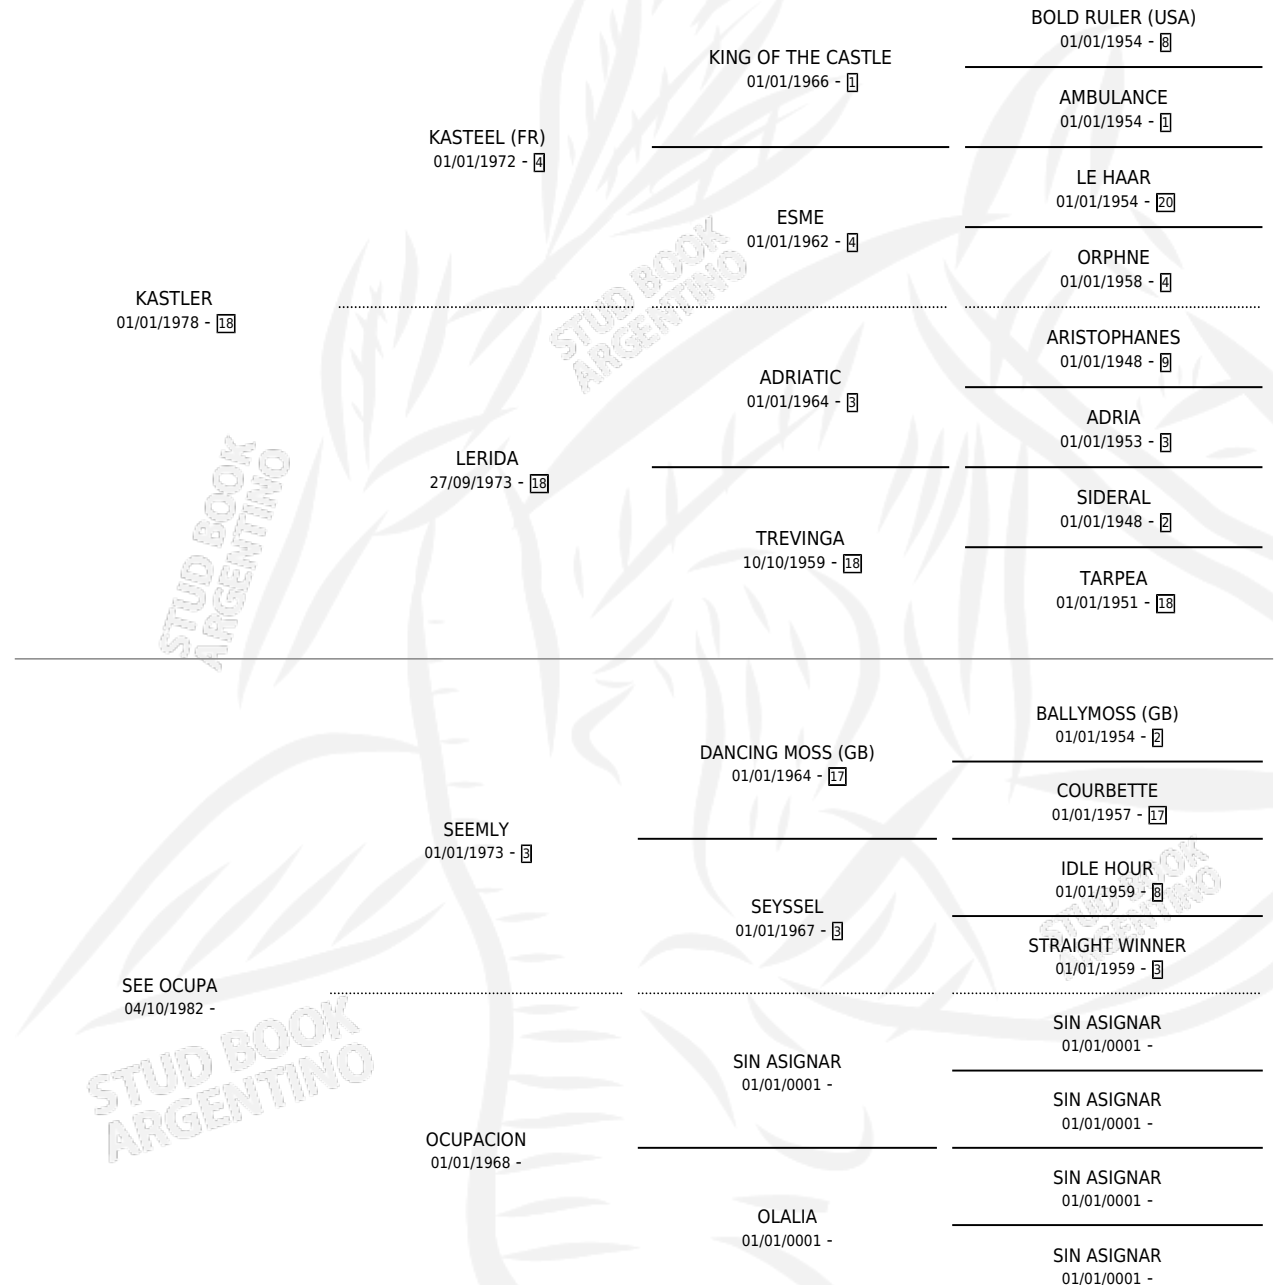 BOLD RULER (USA)
01/01/1954 - 8
KING OF THE CASTLE
01/01/1966 - 1
AMBULANCE
01/01/1954 - 1
KASTEEL (FR)
01/01/1972 - 4
LE HAAR
01/01/1954 - 20
ESME
01/01/1962 - 4
ORPHNE
01/01/1958 - 4
STUD BOOK
ARGENTINO
KASTLER
01/01/1978 - 18
ARISTOPHANES
01/01/1948 - 9
ADRIATIC
01/01/1964 - 3
ADRIA
01/01/1953 - 3
LERIDA
27/09/1973 - 18
SIDERAL
01/01/1948 - 2
TREVINGA
10/10/1959 - 18
TARPEA
01/01/1951 - 18
STUD BOOK
ARGENTINO
BALLYMOSS (GB)
01/01/1954 - 2
DANCING MOSS (GB)
01/01/1964 - 17
COURBETTE
01/01/1957 - 17
SEEMLY
01/01/1973 - 3
IDLE HOUR
01/01/1959 - 8
SEYSSEL
01/01/1967 - 3
STRAIGHT WINNER
01/01/1959 - 3
STUD BOOK
ARGENTINO
SEE OCUPA
04/10/1982 -
SIN ASIGNAR
01/01/0001 -
SIN ASIGNAR
01/01/0001 -
SIN ASIGNAR
01/01/0001 -
OCUPACION
01/01/1968 -
SIN ASIGNAR
01/01/0001 -
OLALIA
01/01/0001 -
SIN ASIGNAR
01/01/0001 -
STUD BOOK
ARGENTINO